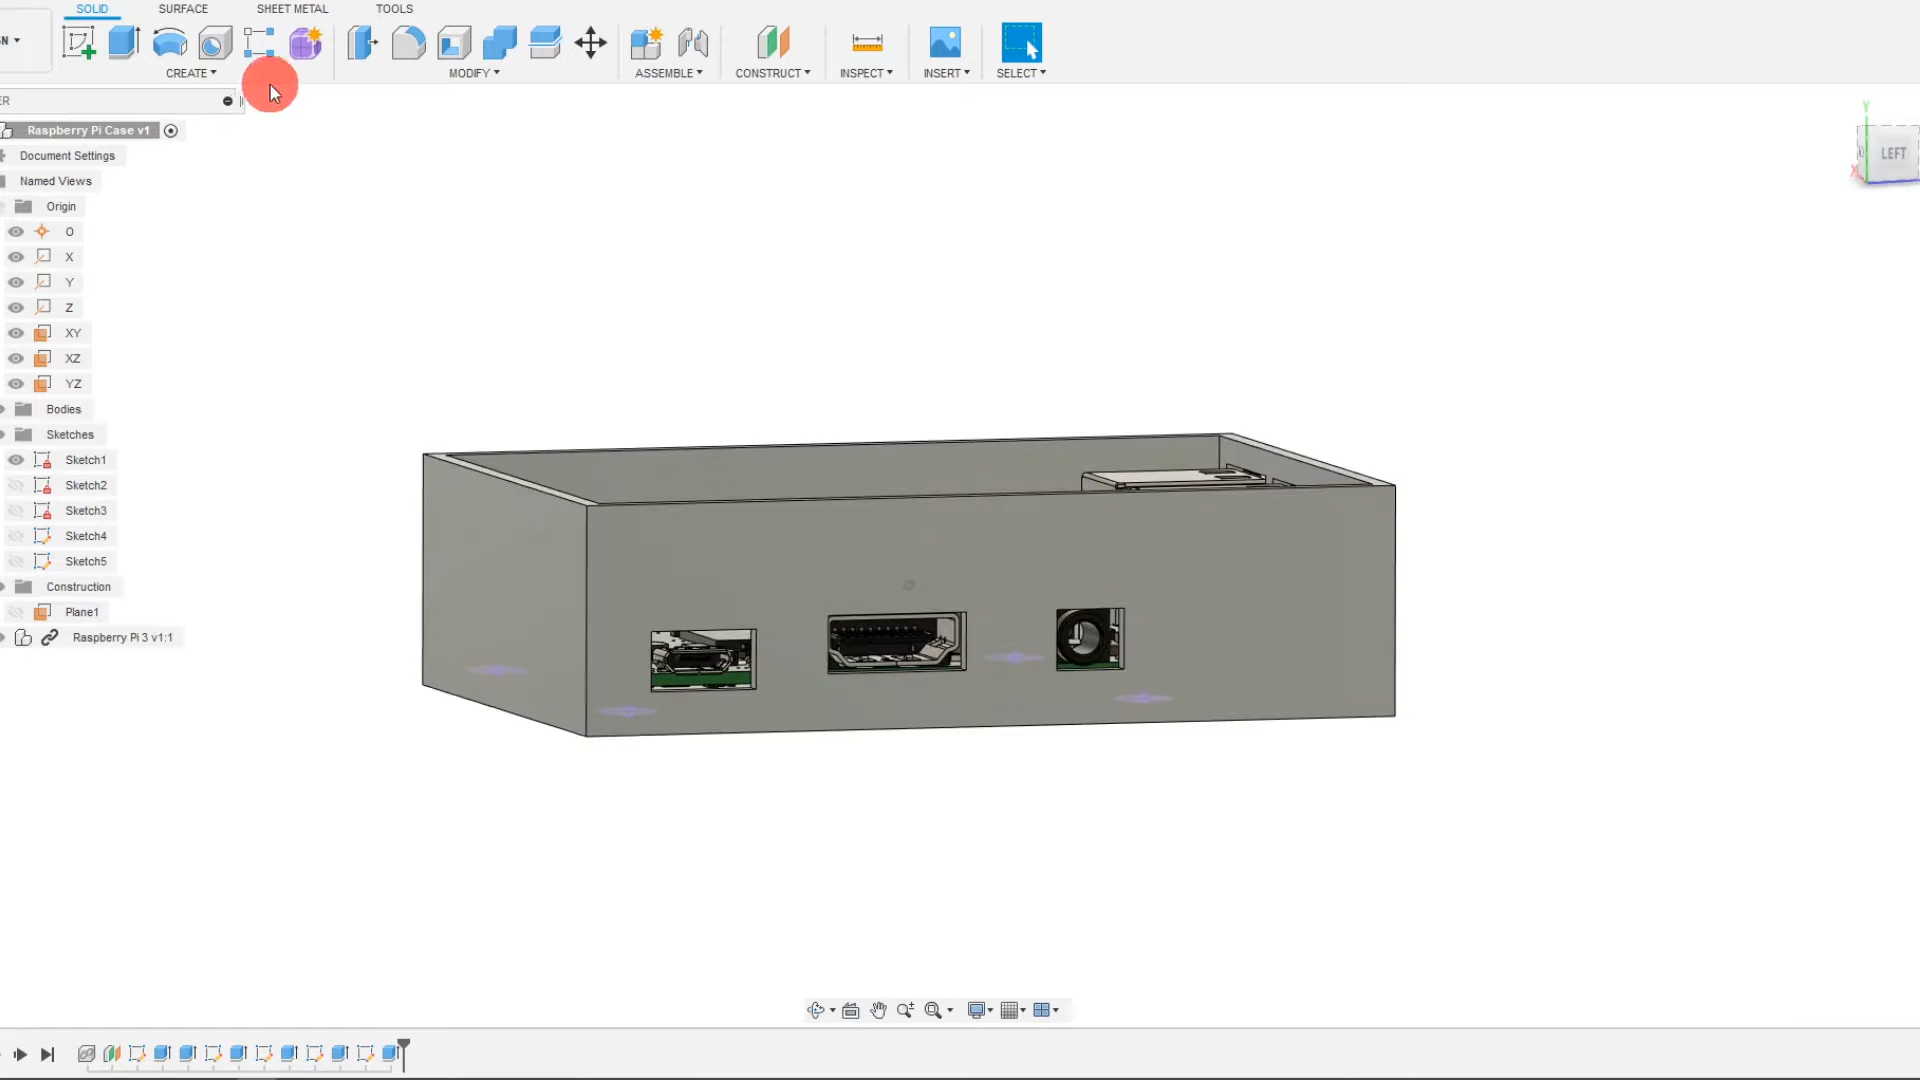 SOLID SURFACE SHEET METAL TOOLS
N
CREATE MODIFY ASSEMBLE CONSTRUCT INSPECT INSERT SELECT
ER
Raspberry Pi Case v1
Document Settings
Named Views
Origin
O
X
Y
Z
XY
XZ
YZ
Bodies
Sketches
Sketch1
Sketch2
Sketch3
Sketch4
Sketch5
Construction
Plane1
Raspberry Pi 3 v1:1
Y
LEFT
X